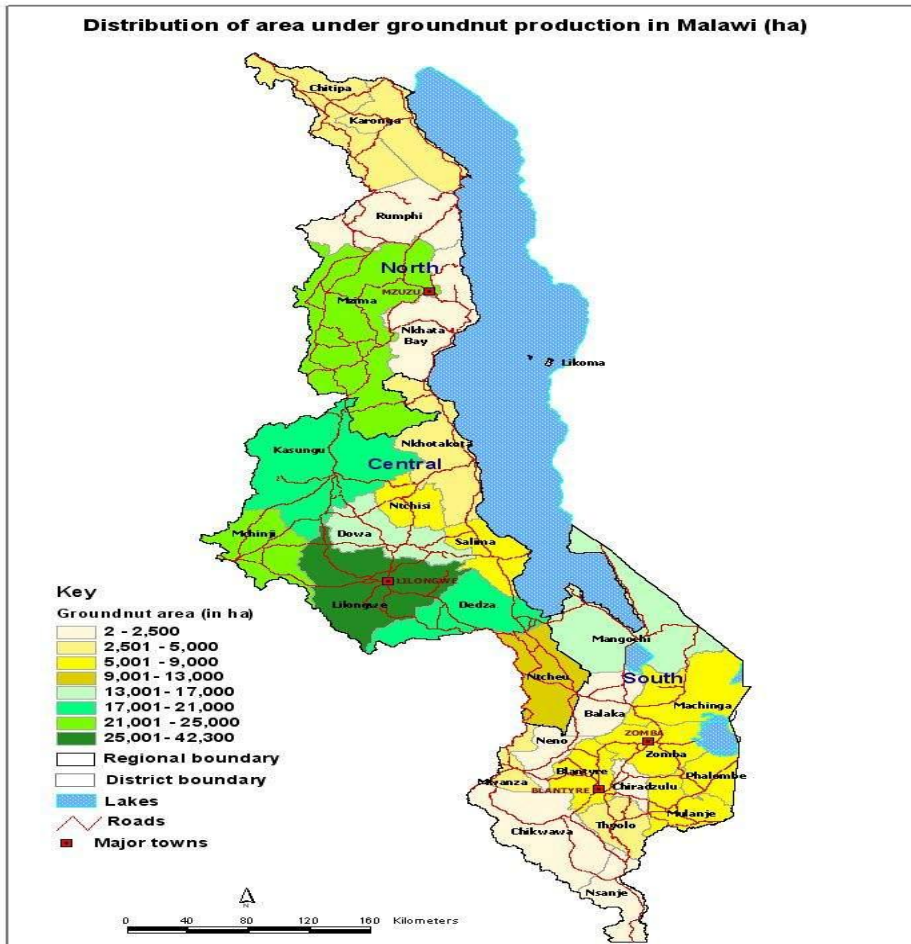 Distribution of area under groundnut production in Malawi (ha)
Chitipa
Karonga
Rumphi
North
MZUZU
Mzima
Nkhata
Bay
Likoma
Nkhotakota
Kasungu
Central
Ntchisi
Mchinji
Dowa
Salima
LILONGWE
Lilongwe
Dedza
Mangochi
Ntcheu
South
Machinga
Balaka
ZOMBA
Neno
Zomba
Blantyre
Phalombe
Mwanza
BLANTYRE
Chiradzulu
Mulanje
Thyolo
Chikwawa
Nsanje
Key
Groundnut area (in ha)
2 - 2,500
2,501 - 5,000
5,001 - 9,000
9,001 - 13,000
13,001 - 17,000
17,001 - 21,000
21,001 - 25,000
25,001 - 42,300
Regional boundary
District boundary
Lakes
Roads
Major towns
N
0 40 80 120 160 Kilometers